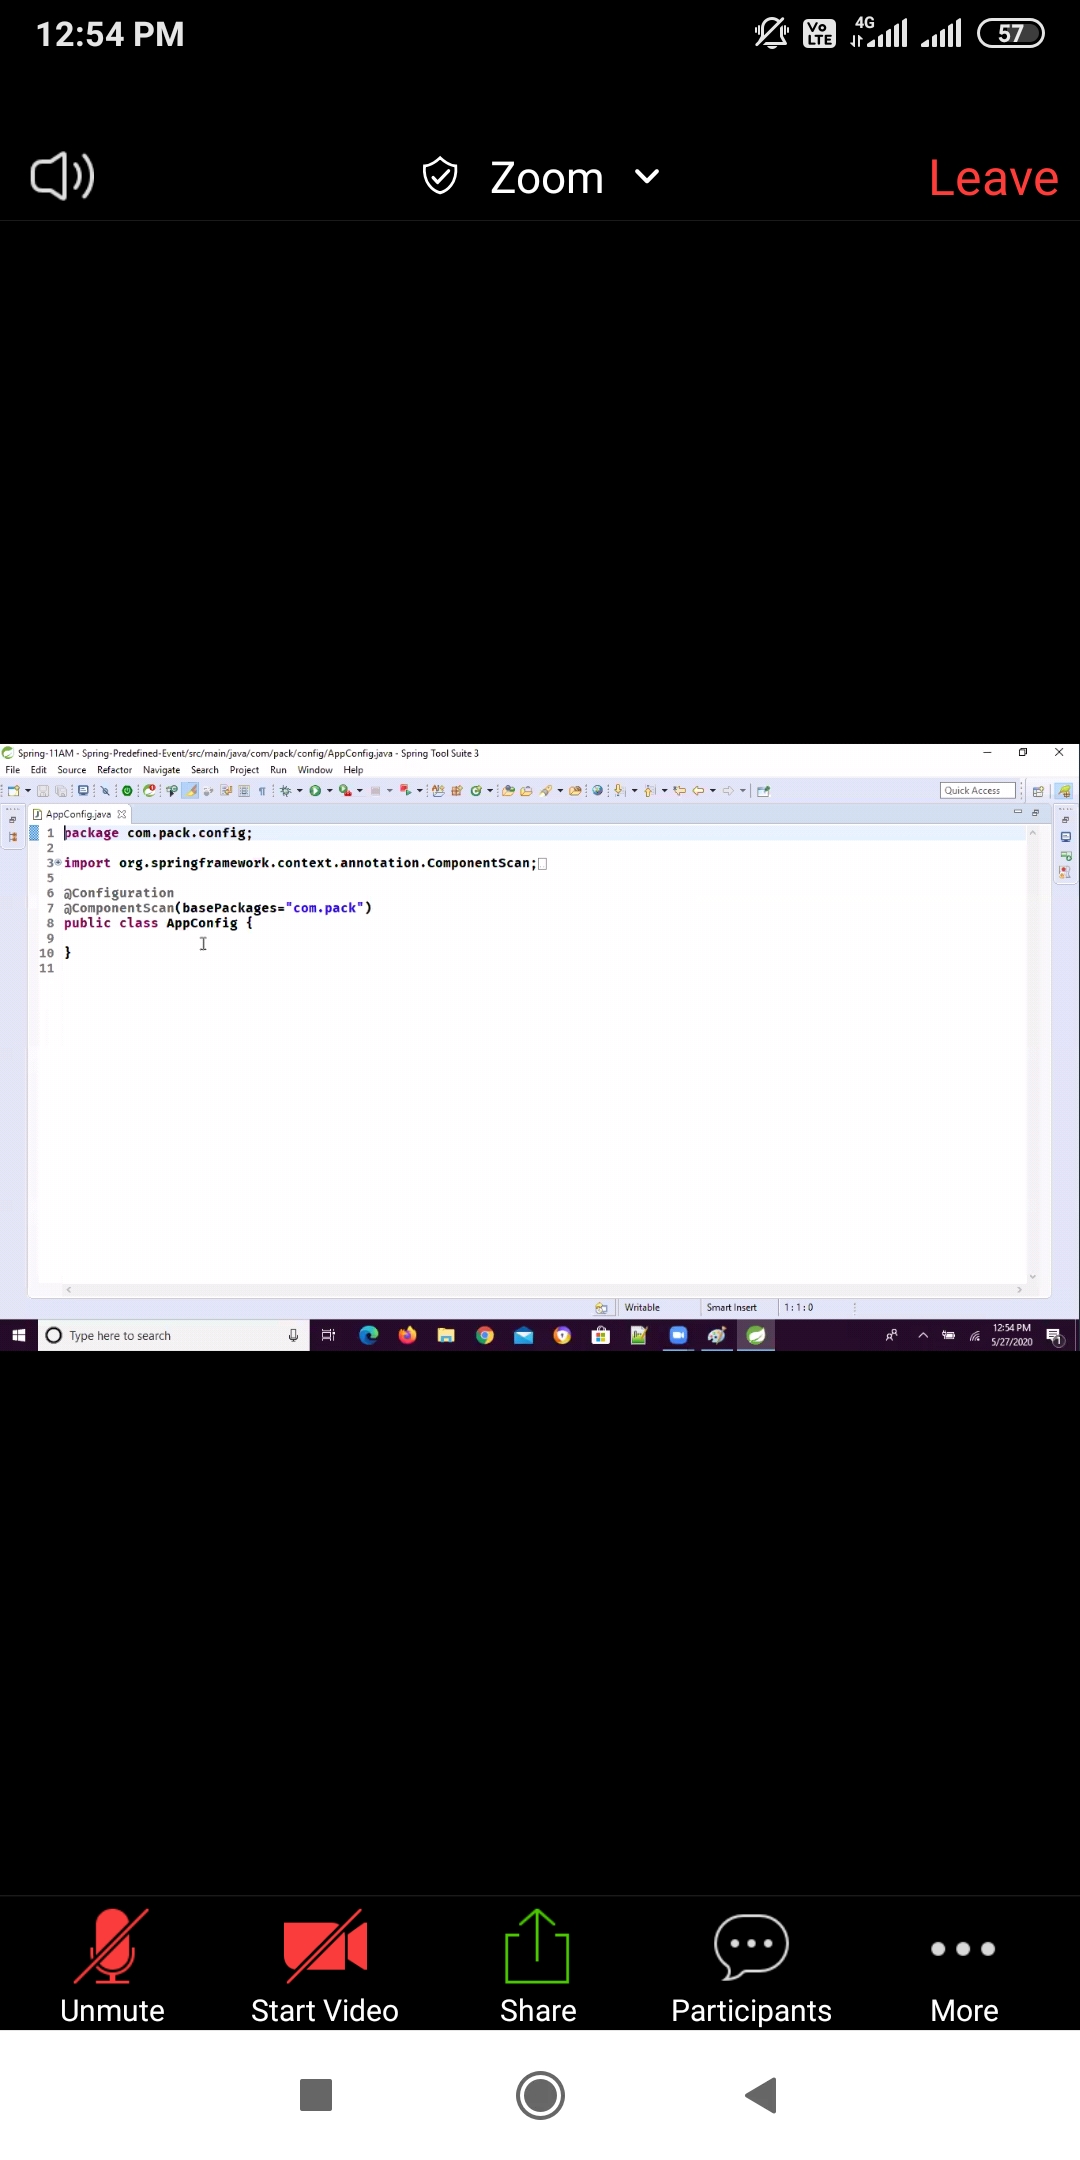 12:54 PM
Vo LTE 4G 57
Zoom
Leave
Spring-11AM - Spring-Predefined-Event/src/main/java/com/pack/config/AppConfig.java - Spring Tool Suite 3
File Edit Source Refactor Navigate Search Project Run Window Help
Quick Access
AppConfig.java
1 package com.pack.config;
2
3 import org.springframework.context.annotation.ComponentScan;
5
6 @Configuration
7 @ComponentScan(basePackages="com.pack")
8 public class AppConfig {
9
10 }
11
Writable Smart Insert 1:1:0
Type here to search
12:54 PM
5/27/2020
1
Unmute Start Video Share Participants More